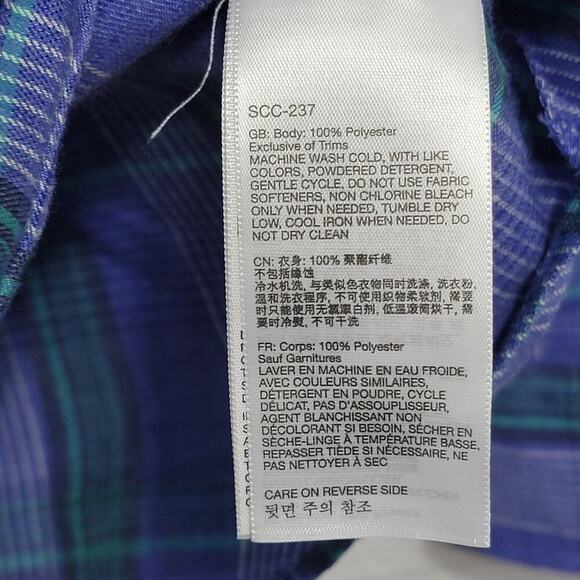 SCC-237
GB: Body: 100% Polyester
Exclusive of Trims
MACHINE WASH COLD, WITH LIKE
COLORS, POWDERED DETERGENT,
GENTLE CYCLE, DO NOT USE FABRIC
SOFTENERS, NON CHLORINE BLEACH
ONLY WHEN NEEDED, TUMBLE DRY
LOW, COOL IRON WHEN NEEDED, DO
NOT DRY CLEAN
CN: 衣身: 100% 聚酯纤维
不包括缘蚀
冷水机洗, 与类似色衣物同时洗涤, 洗衣粉,
温和洗衣程序, 不可使用织物柔软剂, 需要
时只能使用无氯漂白剂, 低温滚筒烘干, 需
要时冷熨, 不可干洗
FR: Corps: 100% Polyester
Sauf Garnitures
LAVER EN MACHINE EN EAU FROIDE,
AVEC COULEURS SIMILAIRES,
DÉTERGENT EN POUDRE, CYCLE
DÉLICAT, PAS D'ASSOUPLISSEUR,
AGENT BLANCHISSANT NON
DÉCOLORANT SI BESOIN, SÉCHER EN
SÈCHE-LINGE À TEMPÉRATURE BASSE,
REPASSER TIÈDE SI NÉCESSAIRE, NE
PAS NETTOYER À SEC
CARE ON REVERSE SIDE
뒷면 주의 참조